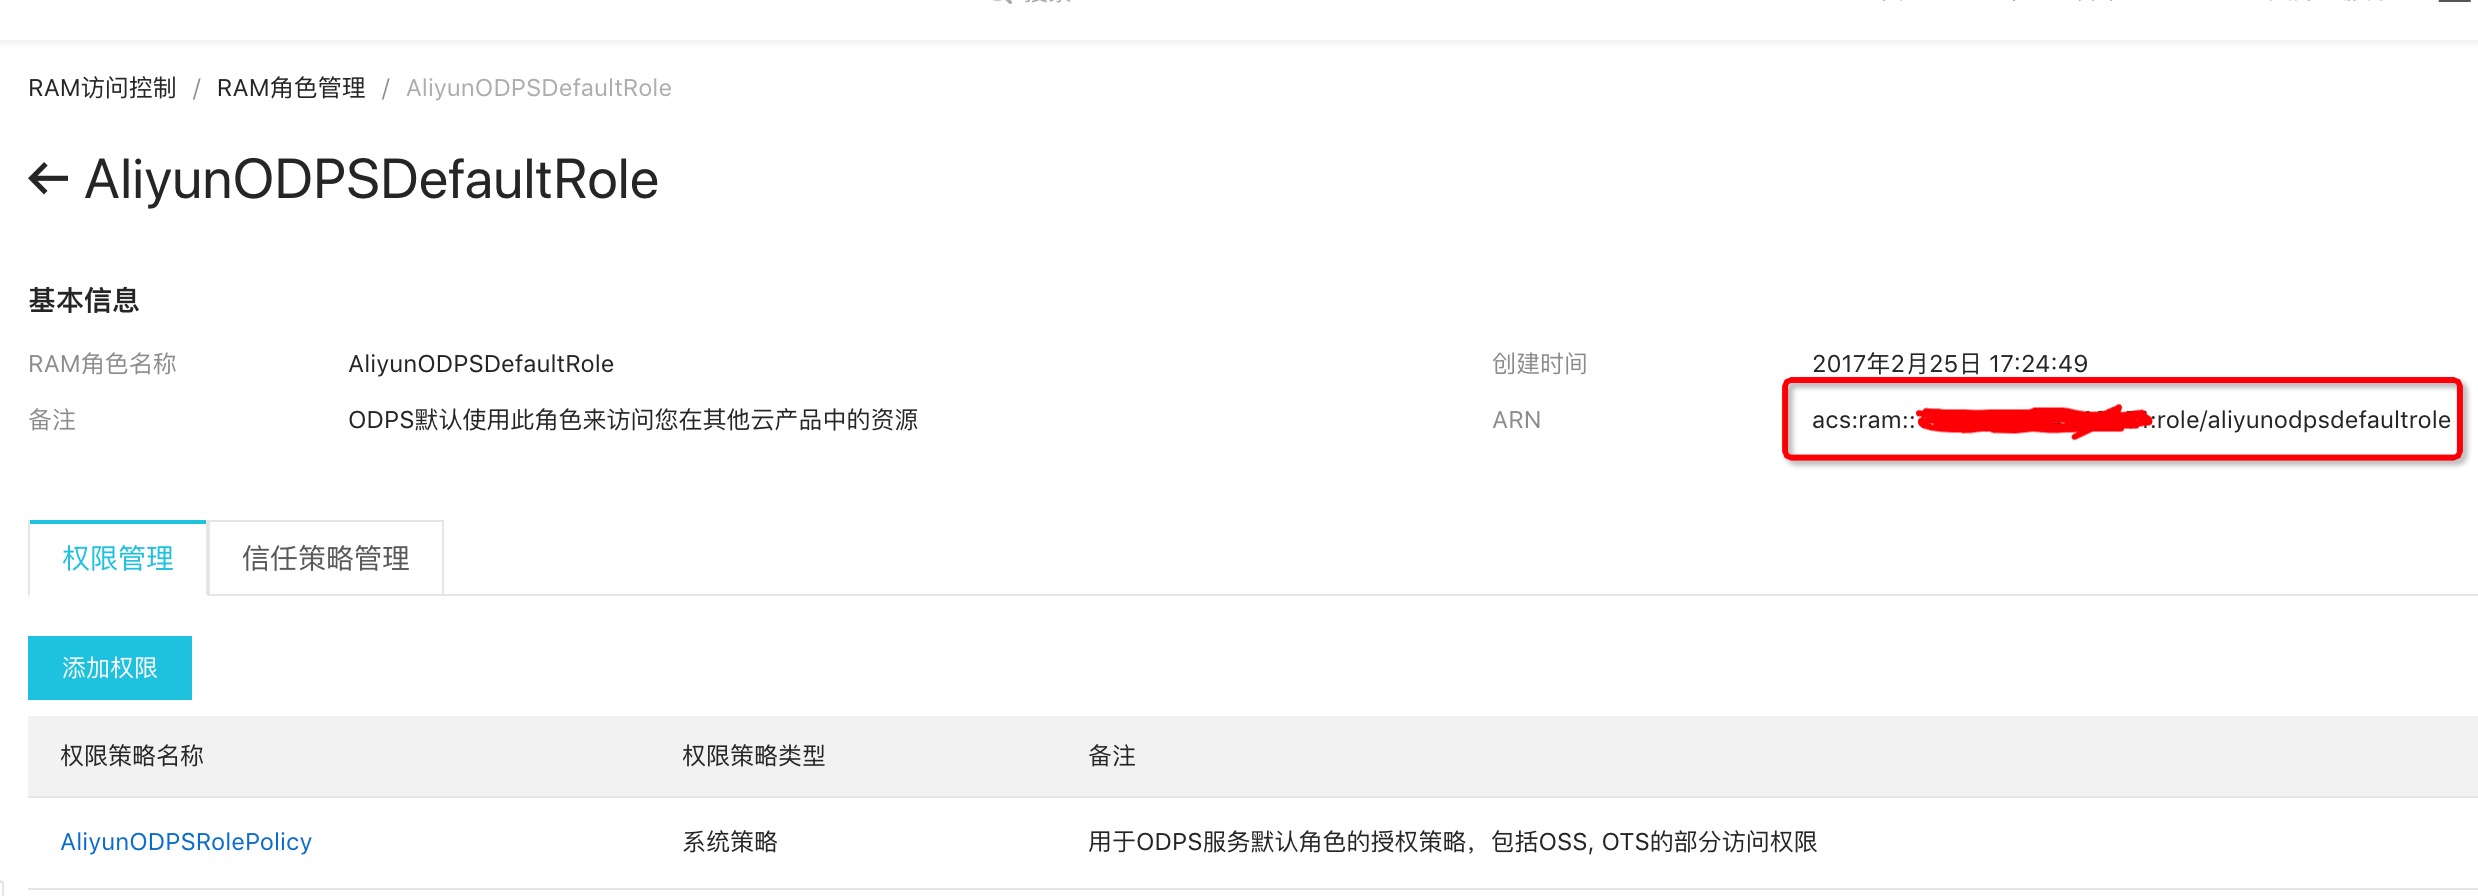 RAM访问控制 / RAM角色管理 / AliyunODPSDefaultRole
← AliyunODPSDefaultRole
基本信息
RAM角色名称 AliyunODPSDefaultRole 创建时间 2017年2月25日 17:24:49
备注 ODPS默认使用此角色来访问您在其他云产品中的资源 ARN acs:ram:: :role/aliyunodpsdefaultrole
权限管理 信任策略管理
添加权限
权限策略名称 权限策略类型 备注
AliyunODPSRolePolicy 系统策略 用于ODPS服务默认角色的授权策略，包括OSS, OTS的部分访问权限